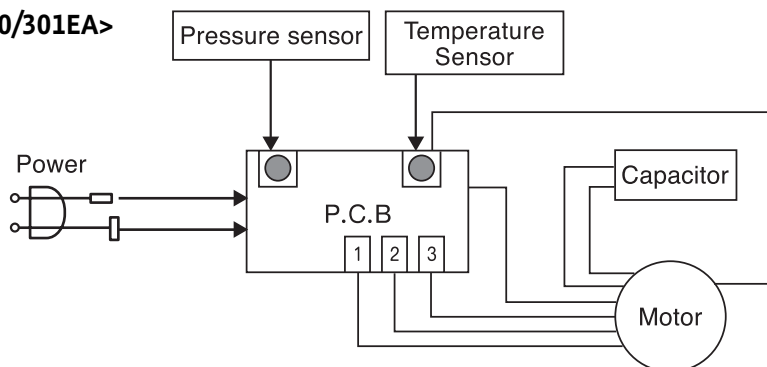 0/301EA>
Pressure sensor
Temperature
Sensor
Power
Capacitor
P.C.B
1 2 3
Motor